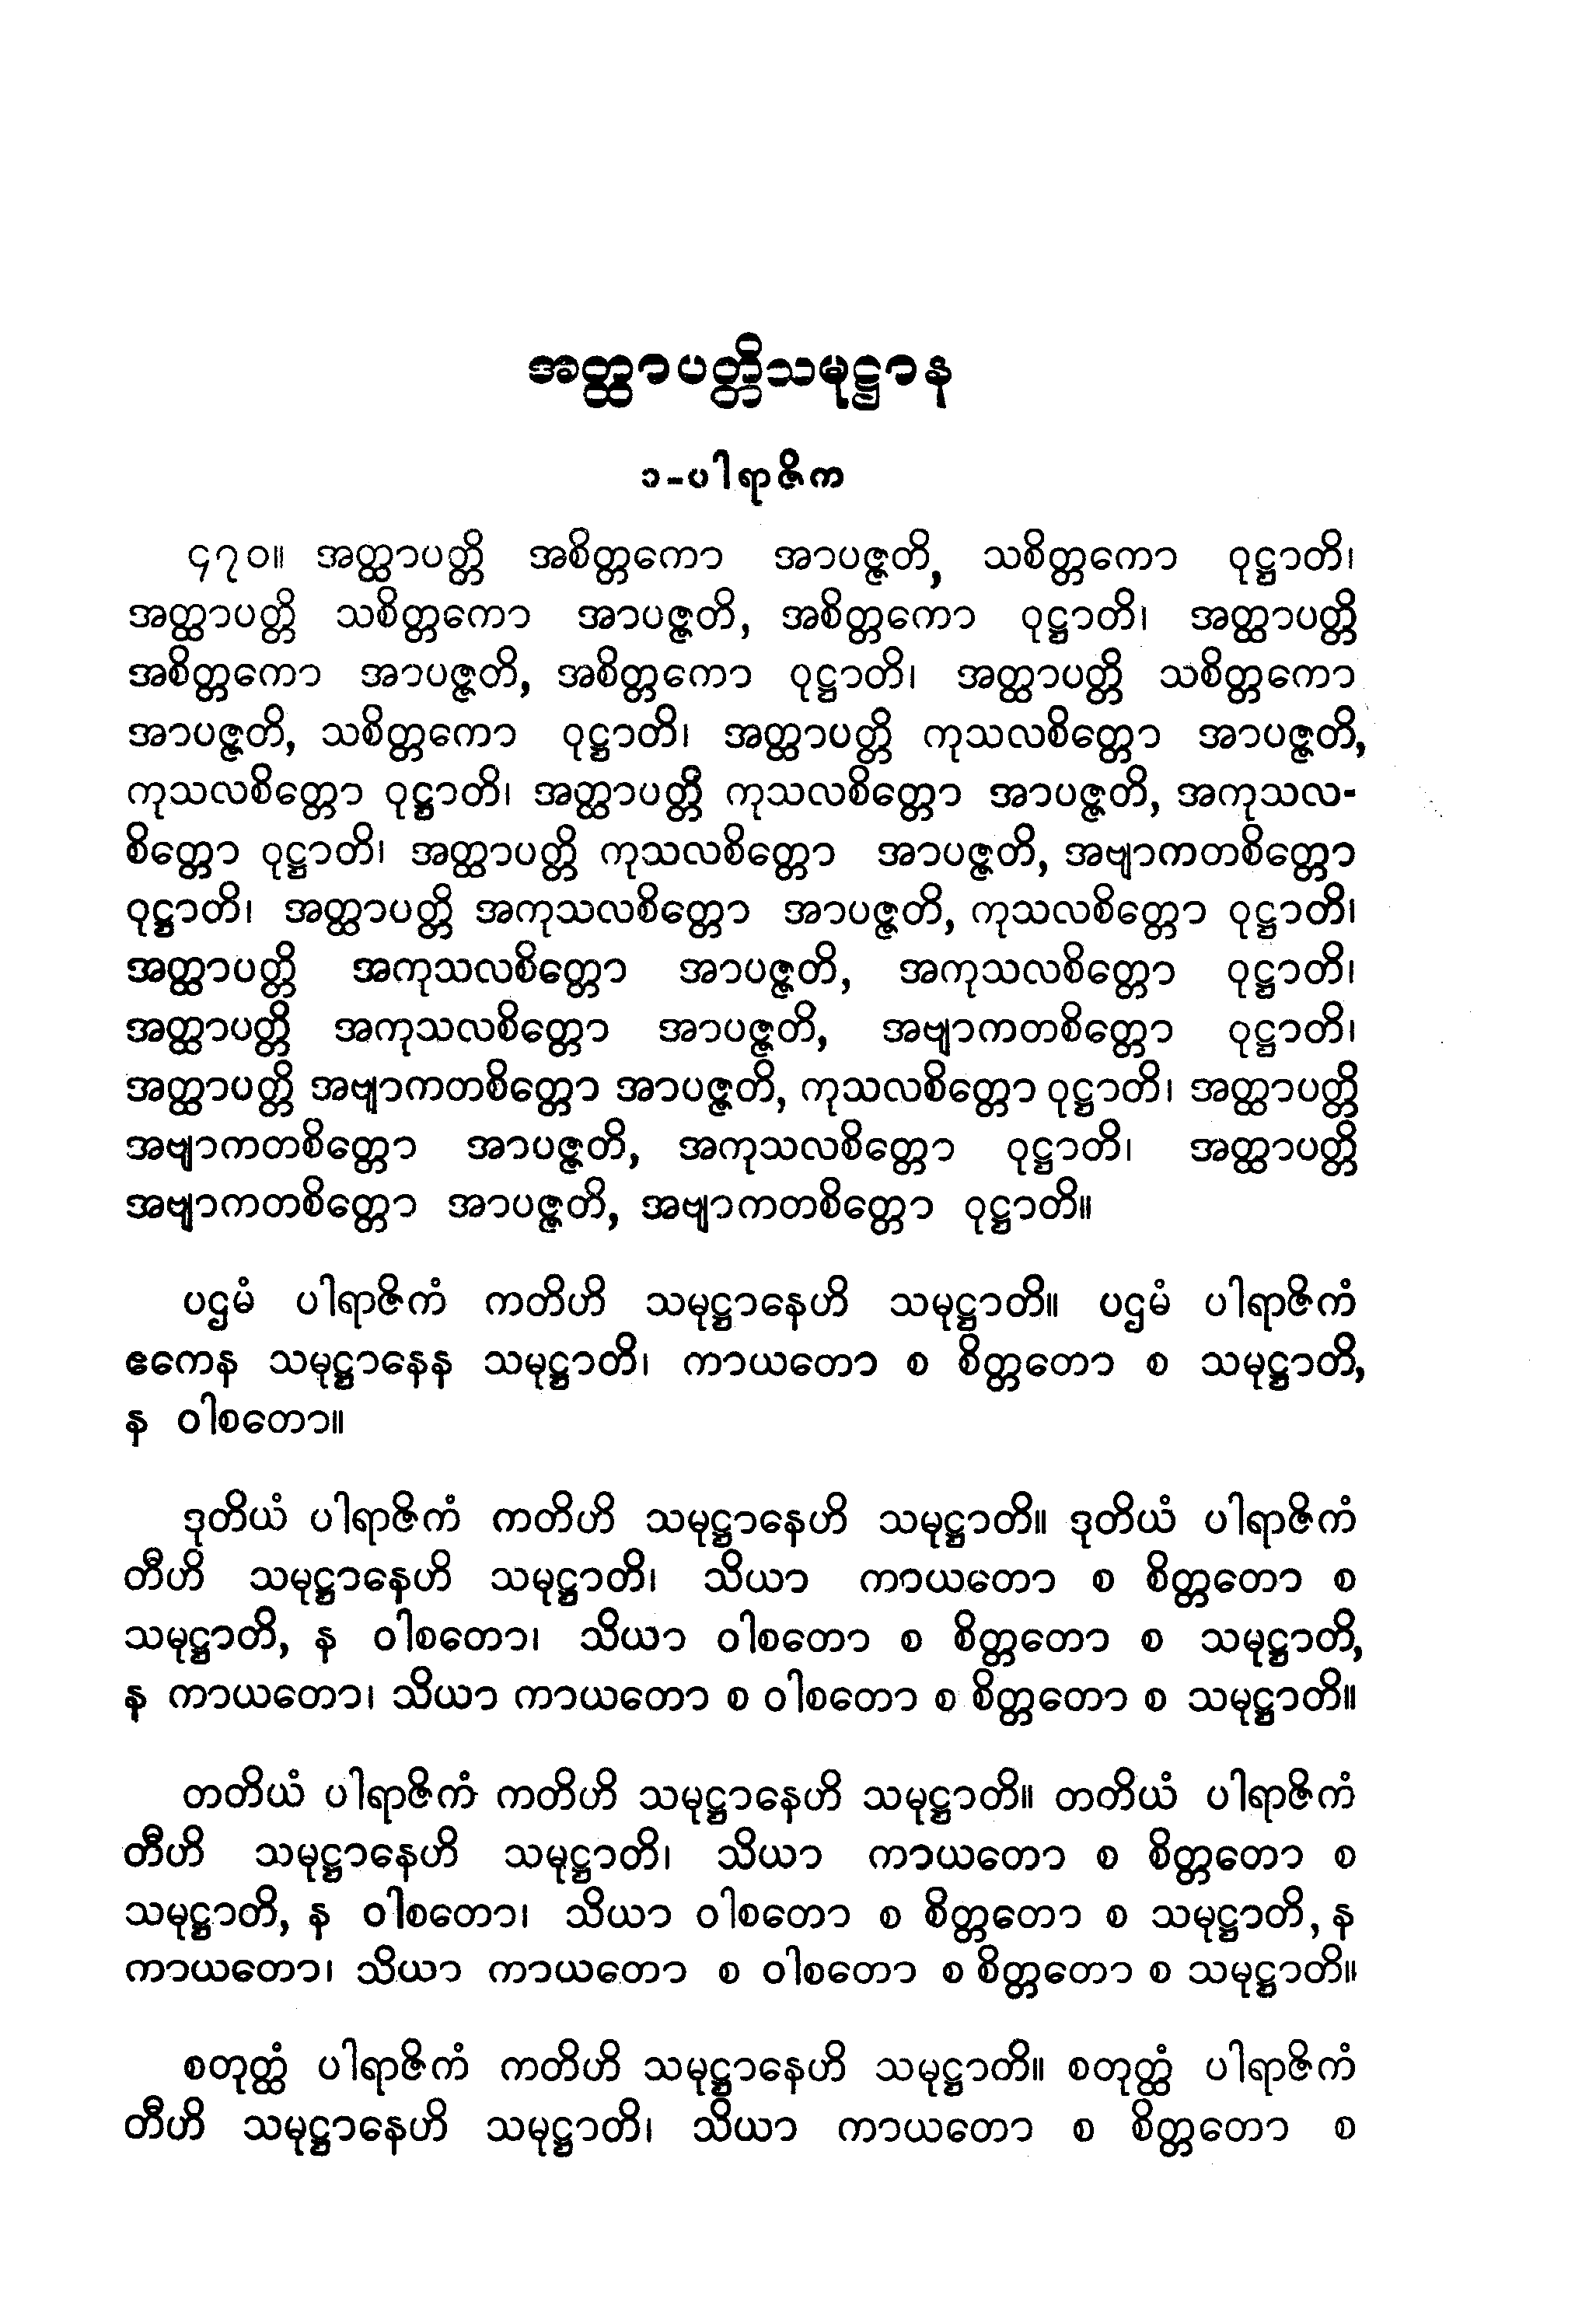 အတ္ထာပတ္တိသမုဋ္ဌာန
၁-ပါရာဇိက
၄၇၀။ အတ္ထာပတ္တိ အစိတ္တကော အာပဇ္ဇတိ, သစိတ္တကော ဝုဋ္ဌာတိ၊
အတ္ထာပတ္တိ သစိတ္တကော အာပဇ္ဇတိ, အစိတ္တကော ဝုဋ္ဌာတိ၊ အတ္ထာပတ္တိ
အစိတ္တကော အာပဇ္ဇတိ, အစိတ္တကော ဝုဋ္ဌာတိ၊ အတ္ထာပတ္တိ သစိတ္တကော
အာပဇ္ဇတိ, သစိတ္တကော ဝုဋ္ဌာတိ၊ အတ္ထာပတ္တိ ကုသလစိတ္တော အာပဇ္ဇတိ,
ကုသလစိတ္တော ဝုဋ္ဌာတိ၊ အတ္ထာပတ္တိ ကုသလစိတ္တော အာပဇ္ဇတိ, အကုသလ-
စိတ္တော ဝုဋ္ဌာတိ၊ အတ္ထာပတ္တိ ကုသလစိတ္တော အာပဇ္ဇတိ, အဗျာကတစိတ္တော
ဝုဋ္ဌာတိ၊ အတ္ထာပတ္တိ အကုသလစိတ္တော အာပဇ္ဇတိ, ကုသလစိတ္တော ဝုဋ္ဌာတိ၊
အတ္ထာပတ္တိ အကုသလစိတ္တော အာပဇ္ဇတိ, အကုသလစိတ္တော ဝုဋ္ဌာတိ၊
အတ္ထာပတ္တိ အကုသလစိတ္တော အာပဇ္ဇတိ, အဗျာကတစိတ္တော ဝုဋ္ဌာတိ၊
အတ္ထာပတ္တိ အဗျာကတစိတ္တော အာပဇ္ဇတိ, ကုသလစိတ္တော ဝုဋ္ဌာတိ၊ အတ္ထာပတ္တိ
အဗျာကတစိတ္တော အာပဇ္ဇတိ, အကုသလစိတ္တော ဝုဋ္ဌာတိ၊ အတ္ထာပတ္တိ
အဗျာကတစိတ္တော အာပဇ္ဇတိ, အဗျာကတစိတ္တော ဝုဋ္ဌာတိ။
ပဌမံ ပါရာဇိကံ ကတိဟိ သမုဋ္ဌာနေဟိ သမုဋ္ဌာတိ။ ပဌမံ ပါရာဇိကံ
ဧကေန သမုဋ္ဌာနေန သမုဋ္ဌာတိ၊ ကာယတော စ စိတ္တတော စ သမုဋ္ဌာတိ,
န ဝါစတော။
ဒုတိယံ ပါရာဇိကံ ကတိဟိ သမုဋ္ဌာနေဟိ သမုဋ္ဌာတိ။ ဒုတိယံ ပါရာဇိကံ
တီဟိ သမုဋ္ဌာနေဟိ သမုဋ္ဌာတိ၊ သိယာ ကာယတော စ စိတ္တတော စ
သမုဋ္ဌာတိ, န ဝါစတော၊ သိယာ ဝါစတော စ စိတ္တတော စ သမုဋ္ဌာတိ,
န ကာယတော၊ သိယာ ကာယတော စ ဝါစတော စ စိတ္တတော စ သမုဋ္ဌာတိ။
တတိယံ ပါရာဇိကံ ကတိဟိ သမုဋ္ဌာနေဟိ သမုဋ္ဌာတိ။ တတိယံ ပါရာဇိကံ
တီဟိ သမုဋ္ဌာနေဟိ သမုဋ္ဌာတိ၊ သိယာ ကာယတော စ စိတ္တတော စ
သမုဋ္ဌာတိ, န ဝါစတော၊ သိယာ ဝါစတော စ စိတ္တတော စ သမုဋ္ဌာတိ, န
ကာယတော၊ သိယာ ကာယတော စ ဝါစတော စ စိတ္တတော စ သမုဋ္ဌာတိ။
စတုတ္ထံ ပါရာဇိကံ ကတိဟိ သမုဋ္ဌာနေဟိ သမုဋ္ဌာတိ။ စတုတ္ထံ ပါရာဇိကံ
တီဟိ သမုဋ္ဌာနေဟိ သမုဋ္ဌာတိ၊ သိယာ ကာယတော စ စိတ္တတော စ